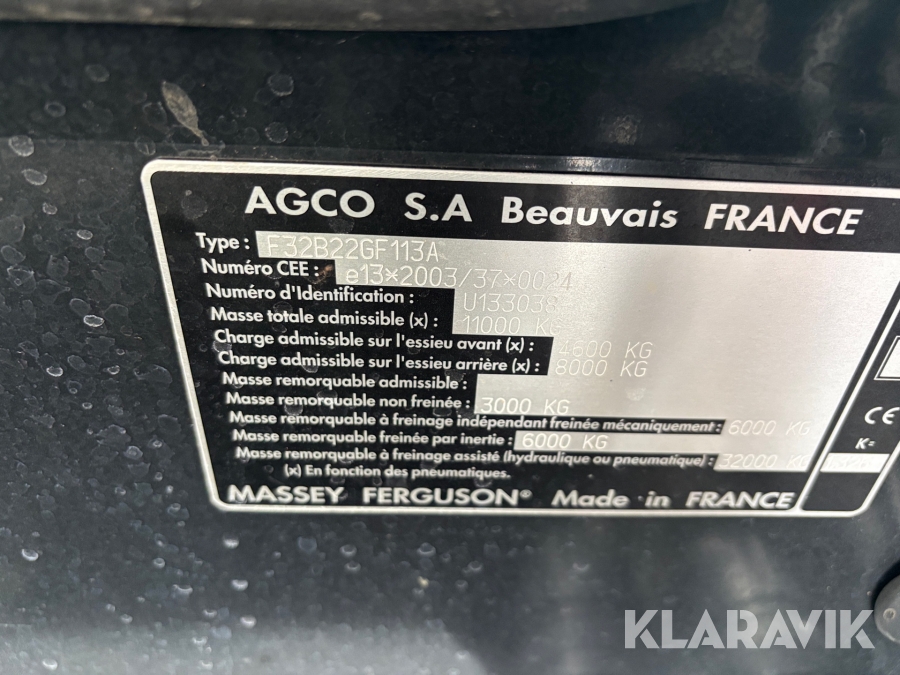 AGCO S.A Beauvais FRANCE
Type : F32B22GF113A
Numéro CEE : e13*2003/37*0024
Numéro d'Identification : U133038
Masse totale admissible (x) : 11000 KG
Charge admissible sur l'essieu avant (x) : 4600 KG
Charge admissible sur l'essieu arrière (x) : 8000 KG
Masse remorquable admissible :
Masse remorquable non freinée : 3000 KG
Masse remorquable à freinage indépendant freinée mécaniquement : 6000 KG
Masse remorquable freinée par inertie : 6000 KG
Masse remorquable à freinage assisté (hydraulique ou pneumatique) : 32000 KG
(x) En fonction des pneumatiques.
MASSEY FERGUSON® Made in FRANCE
CE
K=
KLARAVIK